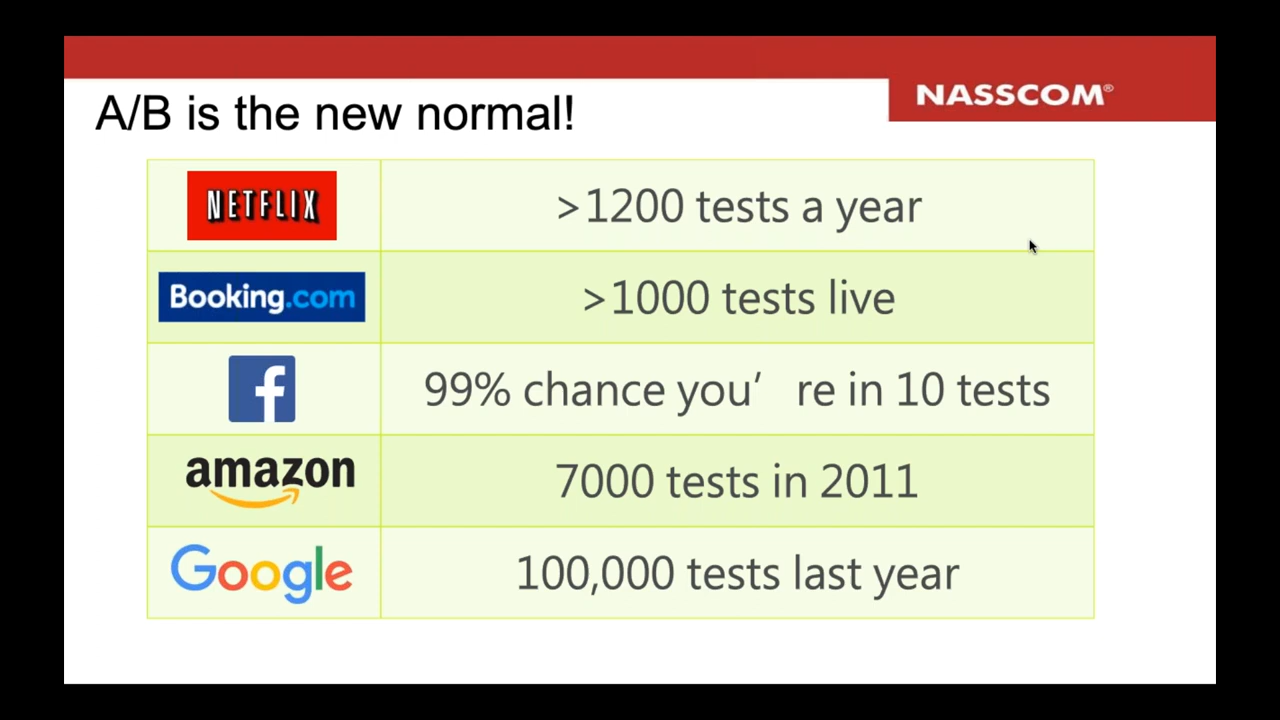 NASSCOM®
A/B is the new normal!
NETFLIX
>1200 tests a year
Booking.com
>1000 tests live
f
99% chance you’ re in 10 tests
amazon
7000 tests in 2011
Google
100,000 tests last year